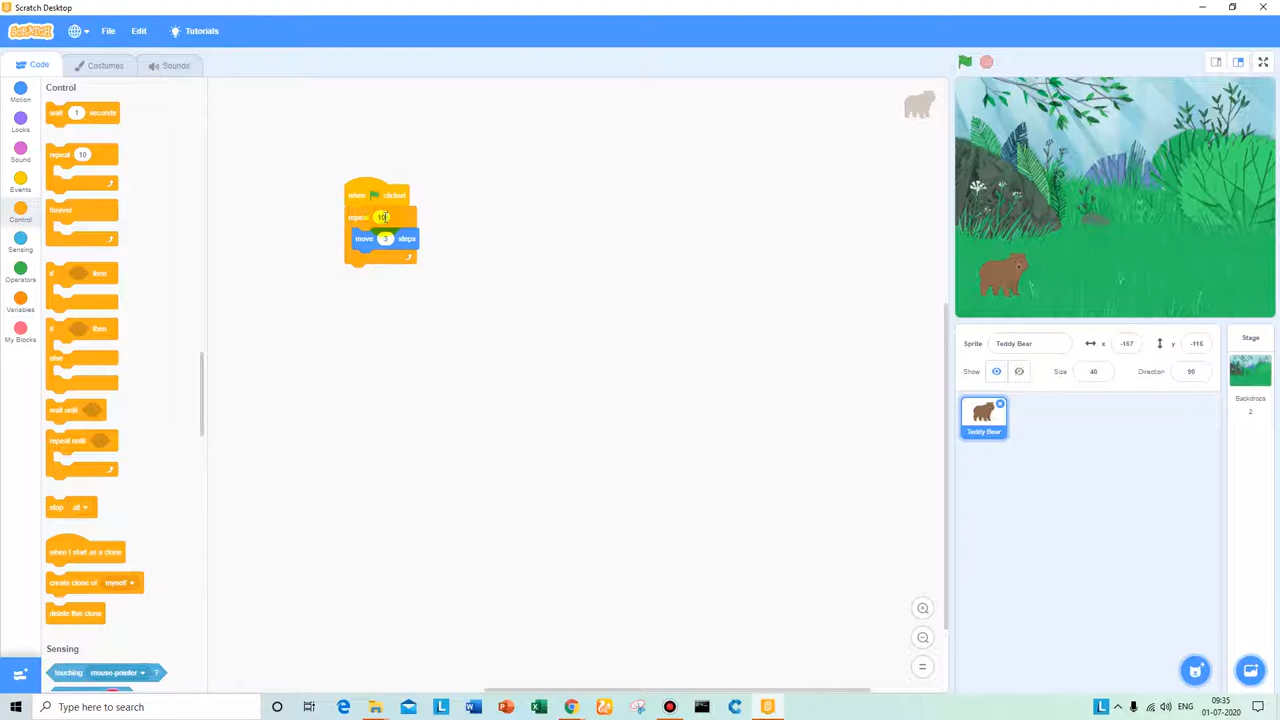 Scratch Desktop
SCRATCH File Edit Tutorials
Code Costumes Sounds
Motion
Looks
Sound
Events
Control
Sensing
Operators
Variables
My Blocks
Control
wait 1 seconds
repeat 10
forever
if then
if then
else
wait until
repeat until
stop all
when I start as a clone
create clone of myself
delete this clone
Sensing
touching mouse-pointer ?
when clicked
repeat 10
move 3 steps
Sprite Teddy Bear x -167 y -115
Show Size 40 Direction 90
Teddy Bear
Stage
Backdrops
2
Type here to search
ENG
09:35
01-07-2020